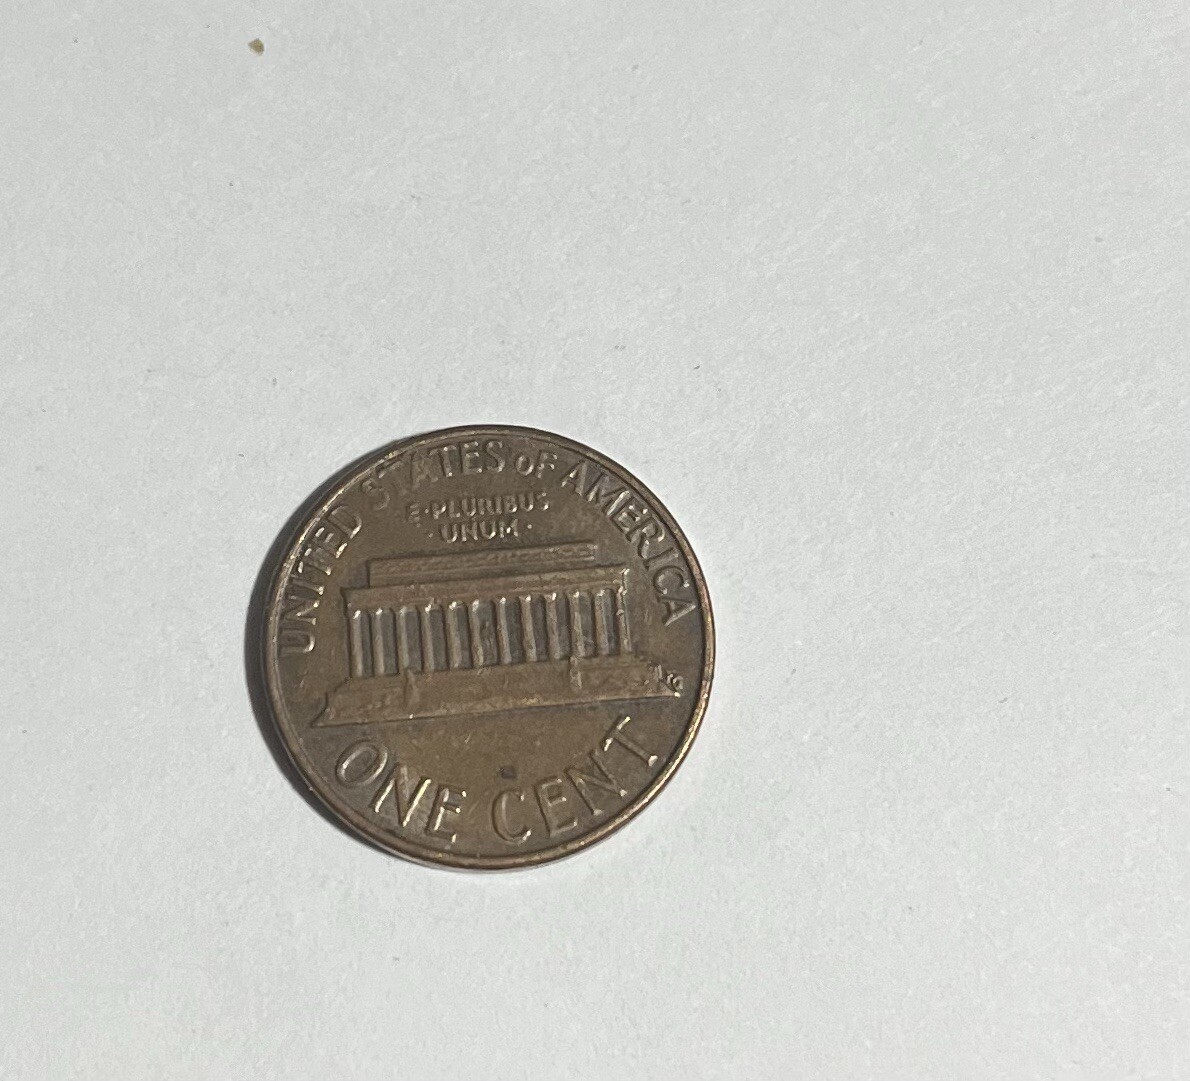 UNITED STATES OF AMERICA
E·PLURIBUS
·UNUM·
ONE CENT